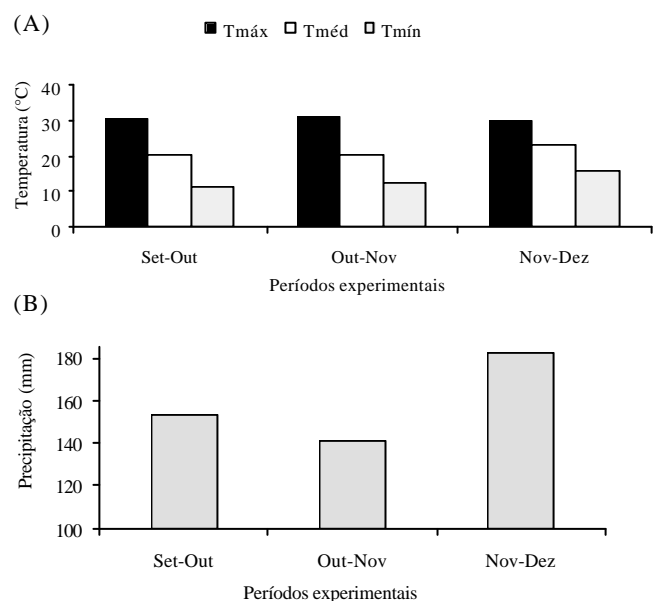 (A)
Tmáx Tméd Tmín
Temperatura (°C)
40
30
20
10
0
Set-Out Out-Nov Nov-Dez
Períodos experimentais
(B)
Precipitação (mm)
180
160
140
120
100
Set-Out Out-Nov Nov-Dez
Períodos experimentais